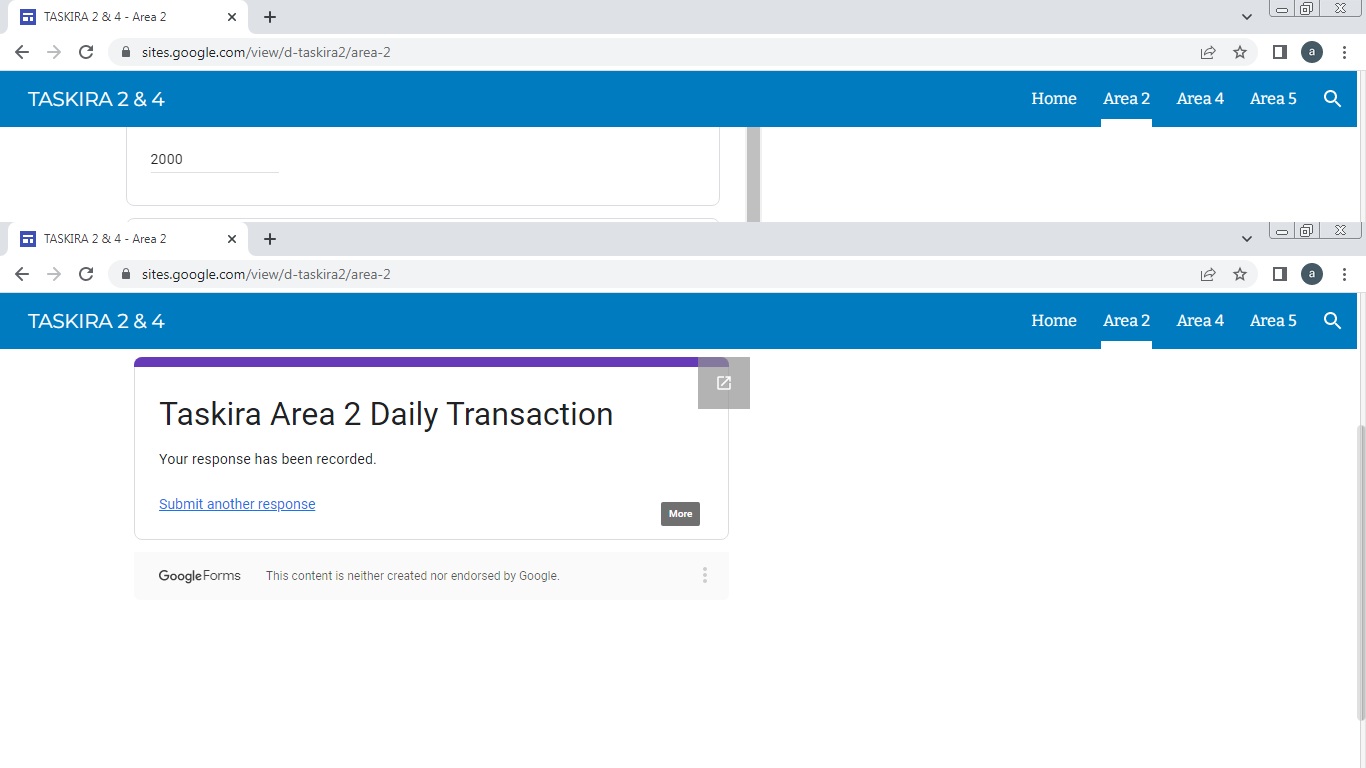 TASKIRA 2 & 4 - Area 2
sites.google.com/view/d-taskira2/area-2
a
TASKIRA 2 & 4
Home Area 2 Area 4 Area 5
2000
TASKIRA 2 & 4 - Area 2
sites.google.com/view/d-taskira2/area-2
a
TASKIRA 2 & 4
Home Area 2 Area 4 Area 5
Taskira Area 2 Daily Transaction
Your response has been recorded.
Submit another response
More
Google Forms This content is neither created nor endorsed by Google.